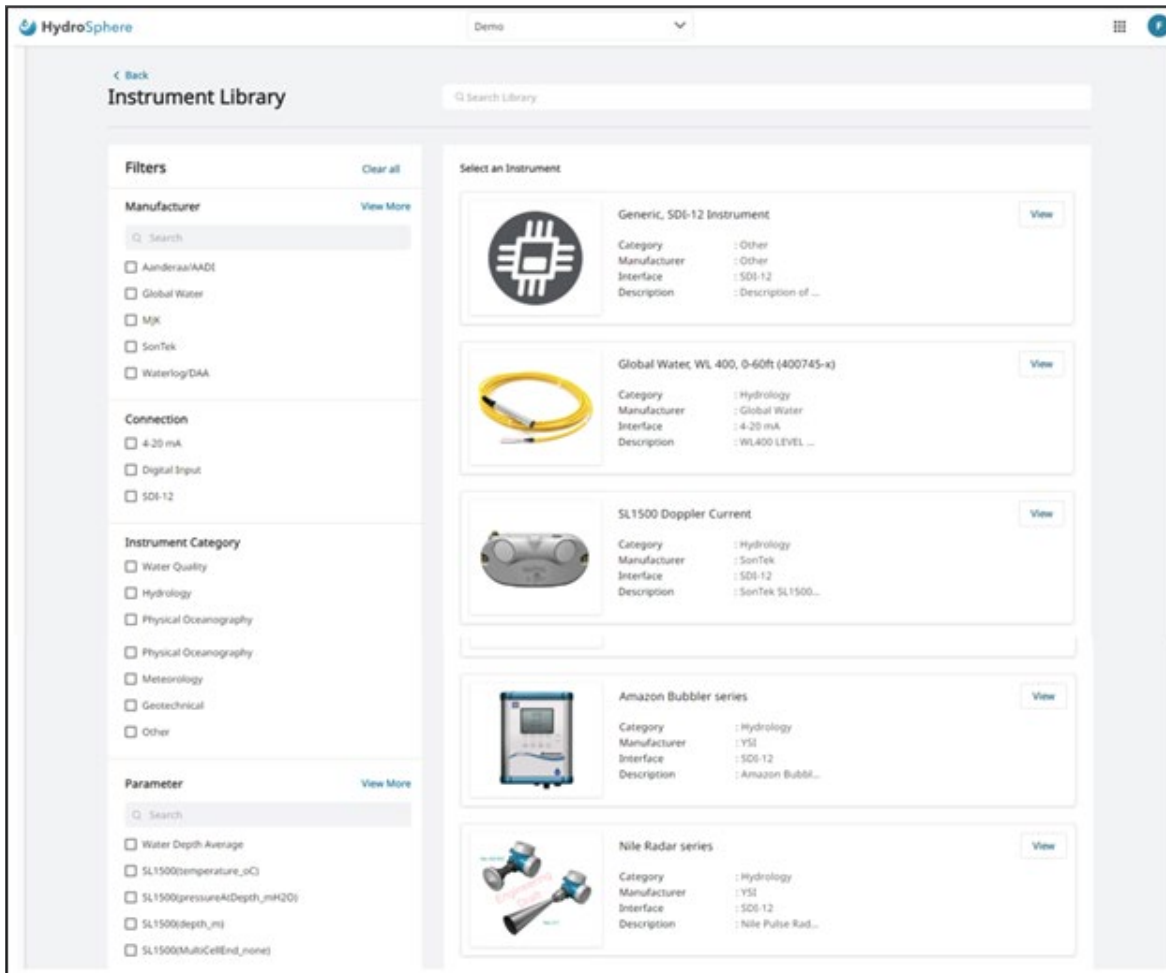 HydroSphere
Demo
F
Back
Instrument Library
Search Library
Filters
Clear all
Manufacturer
View More
Search
Aanderaa/AADI
Global Water
MJK
SonTek
Waterlog/DAA
Connection
4-20 mA
Digital Input
SDI-12
Instrument Category
Water Quality
Hydrology
Physical Oceanography
Physical Oceanography
Meteorology
Geotechnical
Other
Parameter
View More
Search
Water Depth Average
SL1500(temperature_oC)
SL1500(pressureAtDepth_mH2O)
SL1500(depth_m)
SL1500(MultiCellEnd_none)
Select an Instrument
Generic, SDI-12 Instrument
View
Category : Other
Manufacturer : Other
Interface : SDI-12
Description : Description of ...
Global Water, WL 400, 0-60ft (400745-x)
View
Category : Hydrology
Manufacturer : Global Water
Interface : 4-20 mA
Description : WL400 LEVEL ...
SL1500 Doppler Current
View
Category : Hydrology
Manufacturer : SonTek
Interface : SDI-12
Description : SonTek SL1500...
Amazon Bubbler series
View
Category : Hydrology
Manufacturer : YSI
Interface : SDI-12
Description : Amazon Bubbl...
Nile Radar series
View
Category : Hydrology
Manufacturer : YSI
Interface : SDI-12
Description : Nile Pulse Rad...
Engineering
Draft